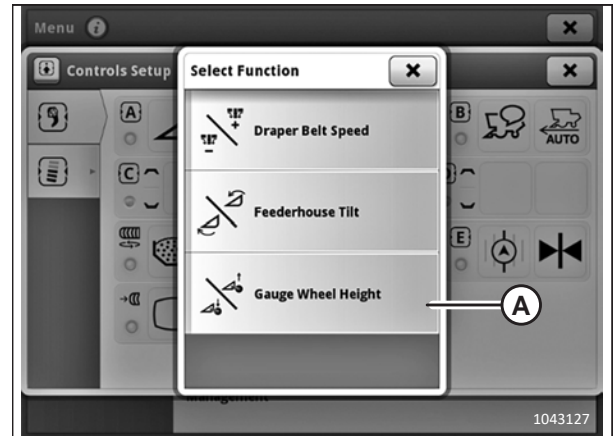 Menu i
Controls Setup
Select Function
Draper Belt Speed
Feederhouse Tilt
Gauge Wheel Height
A
B
AUTO
C
E
A
1043127